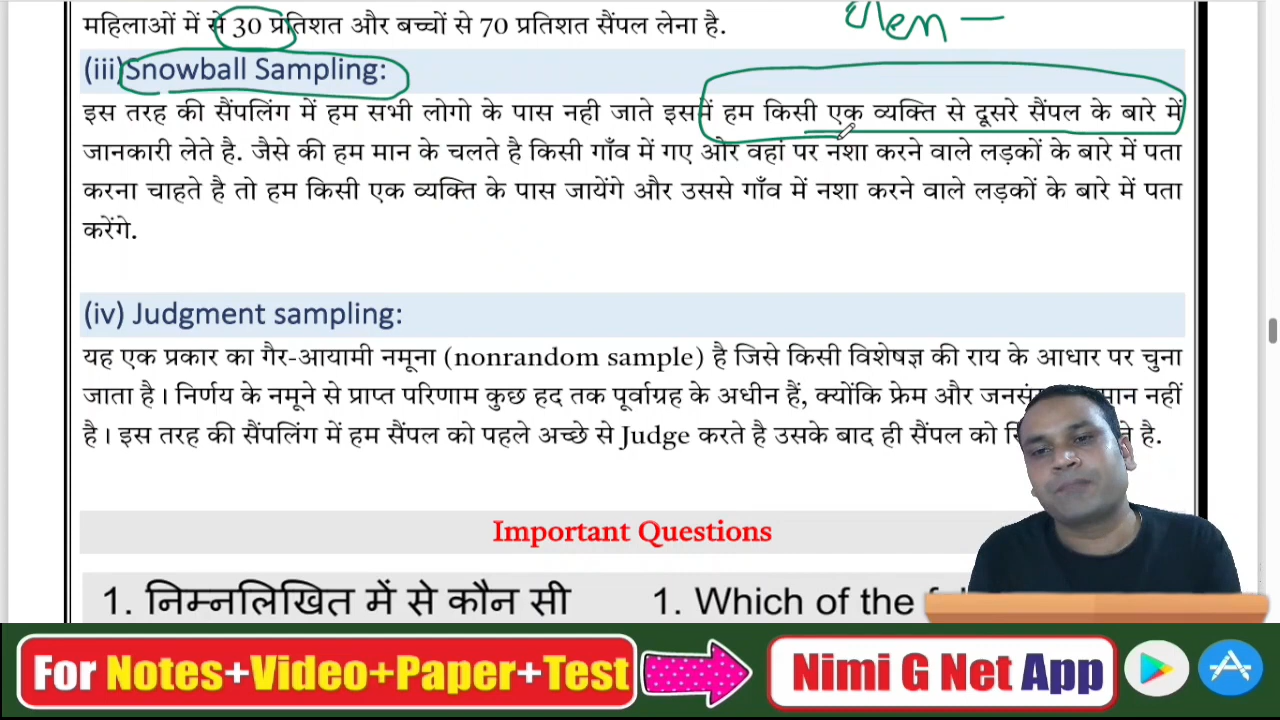 महिलाओं में से 30 प्रतिशत और बच्चों से 70 प्रतिशत सैंपल लेना है.
(iii) Snowball Sampling:
इस तरह की सैंपलिंग में हम सभी लोगो के पास नही जाते इसमें हम किसी एक व्यक्ति से दूसरे सैंपल के बारे में
जानकारी लेते है. जैसे की हम मान के चलते है किसी गाँव में गए और वहां पर नशा करने वाले लड़कों के बारे में पता
करना चाहते है तो हम किसी एक व्यक्ति के पास जायेंगे और उससे गाँव में नशा करने वाले लड़कों के बारे में पता
करेंगे.
(iv) Judgment sampling:
यह एक प्रकार का गैर-आयामी नमूना (nonrandom sample) है जिसे किसी विशेषज्ञ की राय के आधार पर चुना
जाता है। निर्णय के नमूने से प्राप्त परिणाम कुछ हद तक पूर्वाग्रह के अधीन हैं, क्योंकि फ्रेम और नहीं
है। इस तरह की सैंपलिंग में हम सैंपल को पहले अच्छे से Judge करते है उसके बाद ही सैंपल को है.
Important Questions
1. निम्नलिखित में से कौन सी
1. Which of the
For Notes+Video+Paper+Test
Nimi G Net App